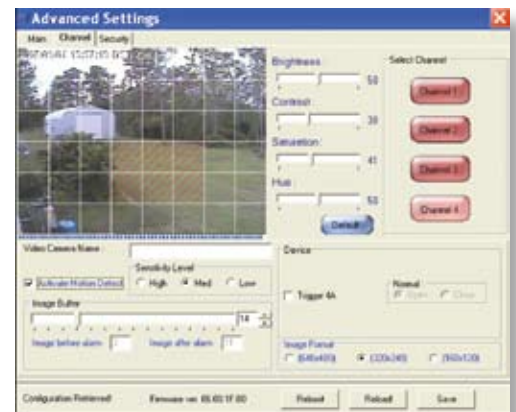 Advanced Settings
Main Channel Security
Brightness
50
Contrast
38
Saturation
41
Hue
50
Default
Select Channel
Channel 1
Channel 2
Channel 3
Channel 4
Video Camera Name
Activate Motion Detect
Sensitivity Level
High Med Low
Image Buffer
14
Image before alarm
Image after alarm
Device
Trigger 4A
Normal
Open Close
Image Format
(640x480) (320x240) (160x120)
Configuration Retrieved
Firmware ver.
Reboot Reload Save